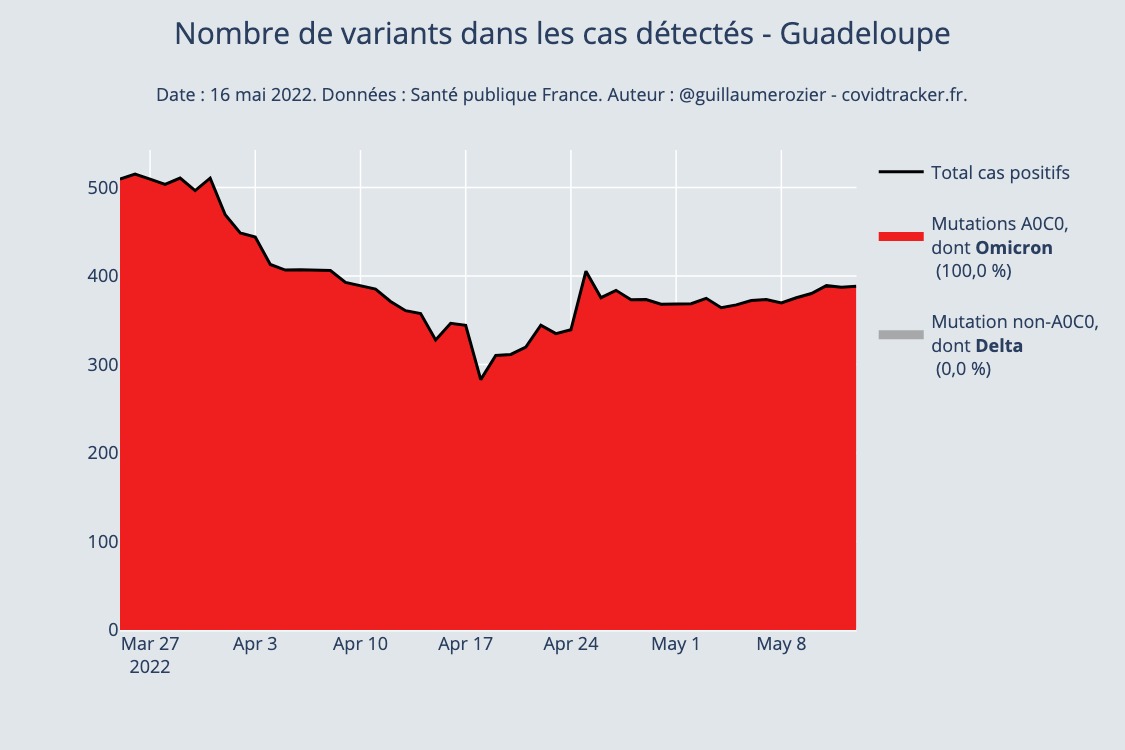 Nombre de variants dans les cas détectés - Guadeloupe
Date : 16 mai 2022. Données : Santé publique France. Auteur : @guillaumerozier - covidtracker.fr.
500
400
300
200
100
0
Mar 27
2022
Apr 3
Apr 10
Apr 17
Apr 24
May 1
May 8
Total cas positifs
Mutations A0C0,
dont Omicron
(100,0 %)
Mutation non-A0C0,
dont Delta
(0,0 %)